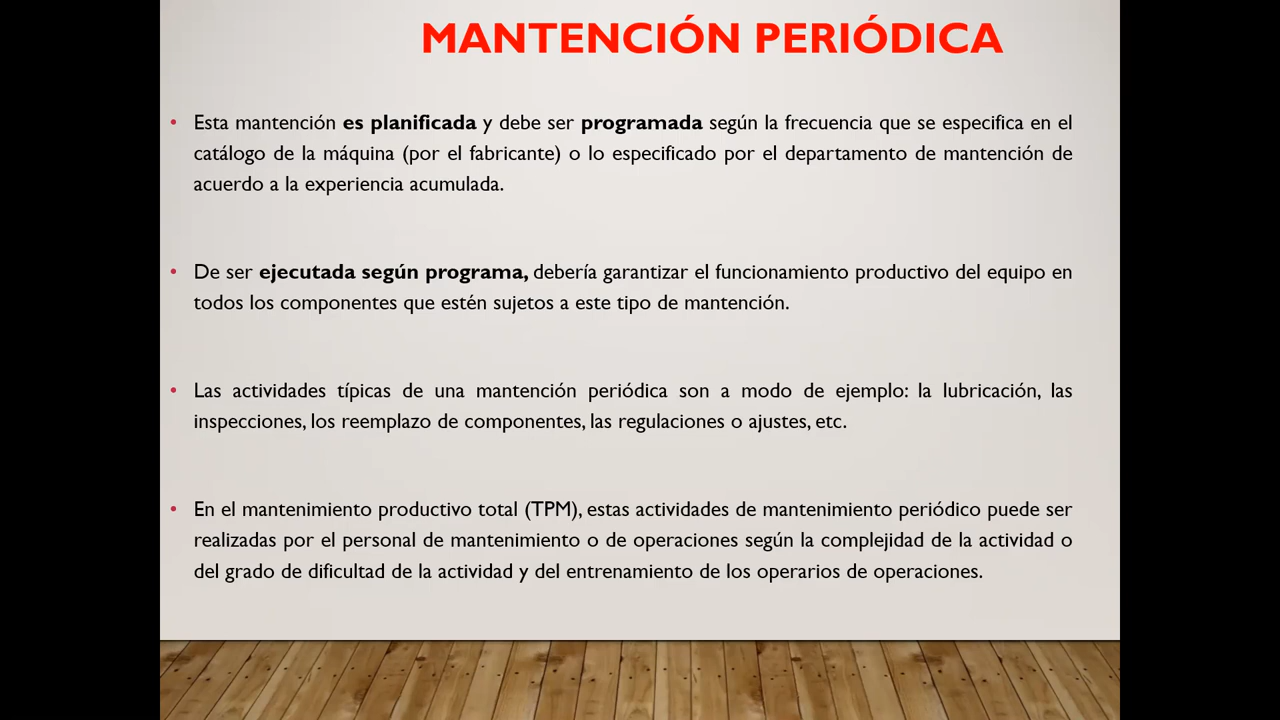 MANTENCIÓN PERIÓDICA
• Esta mantención es planificada y debe ser programada según la frecuencia que se especifica en el
catálogo de la máquina (por el fabricante) o lo especificado por el departamento de mantención de
acuerdo a la experiencia acumulada.
• De ser ejecutada según programa, debería garantizar el funcionamiento productivo del equipo en
todos los componentes que estén sujetos a este tipo de mantención.
• Las actividades típicas de una mantención periódica son a modo de ejemplo: la lubricación, las
inspecciones, los reemplazo de componentes, las regulaciones o ajustes, etc.
• En el mantenimiento productivo total (TPM), estas actividades de mantenimiento periódico puede ser
realizadas por el personal de mantenimiento o de operaciones según la complejidad de la actividad o
del grado de dificultad de la actividad y del entrenamiento de los operarios de operaciones.